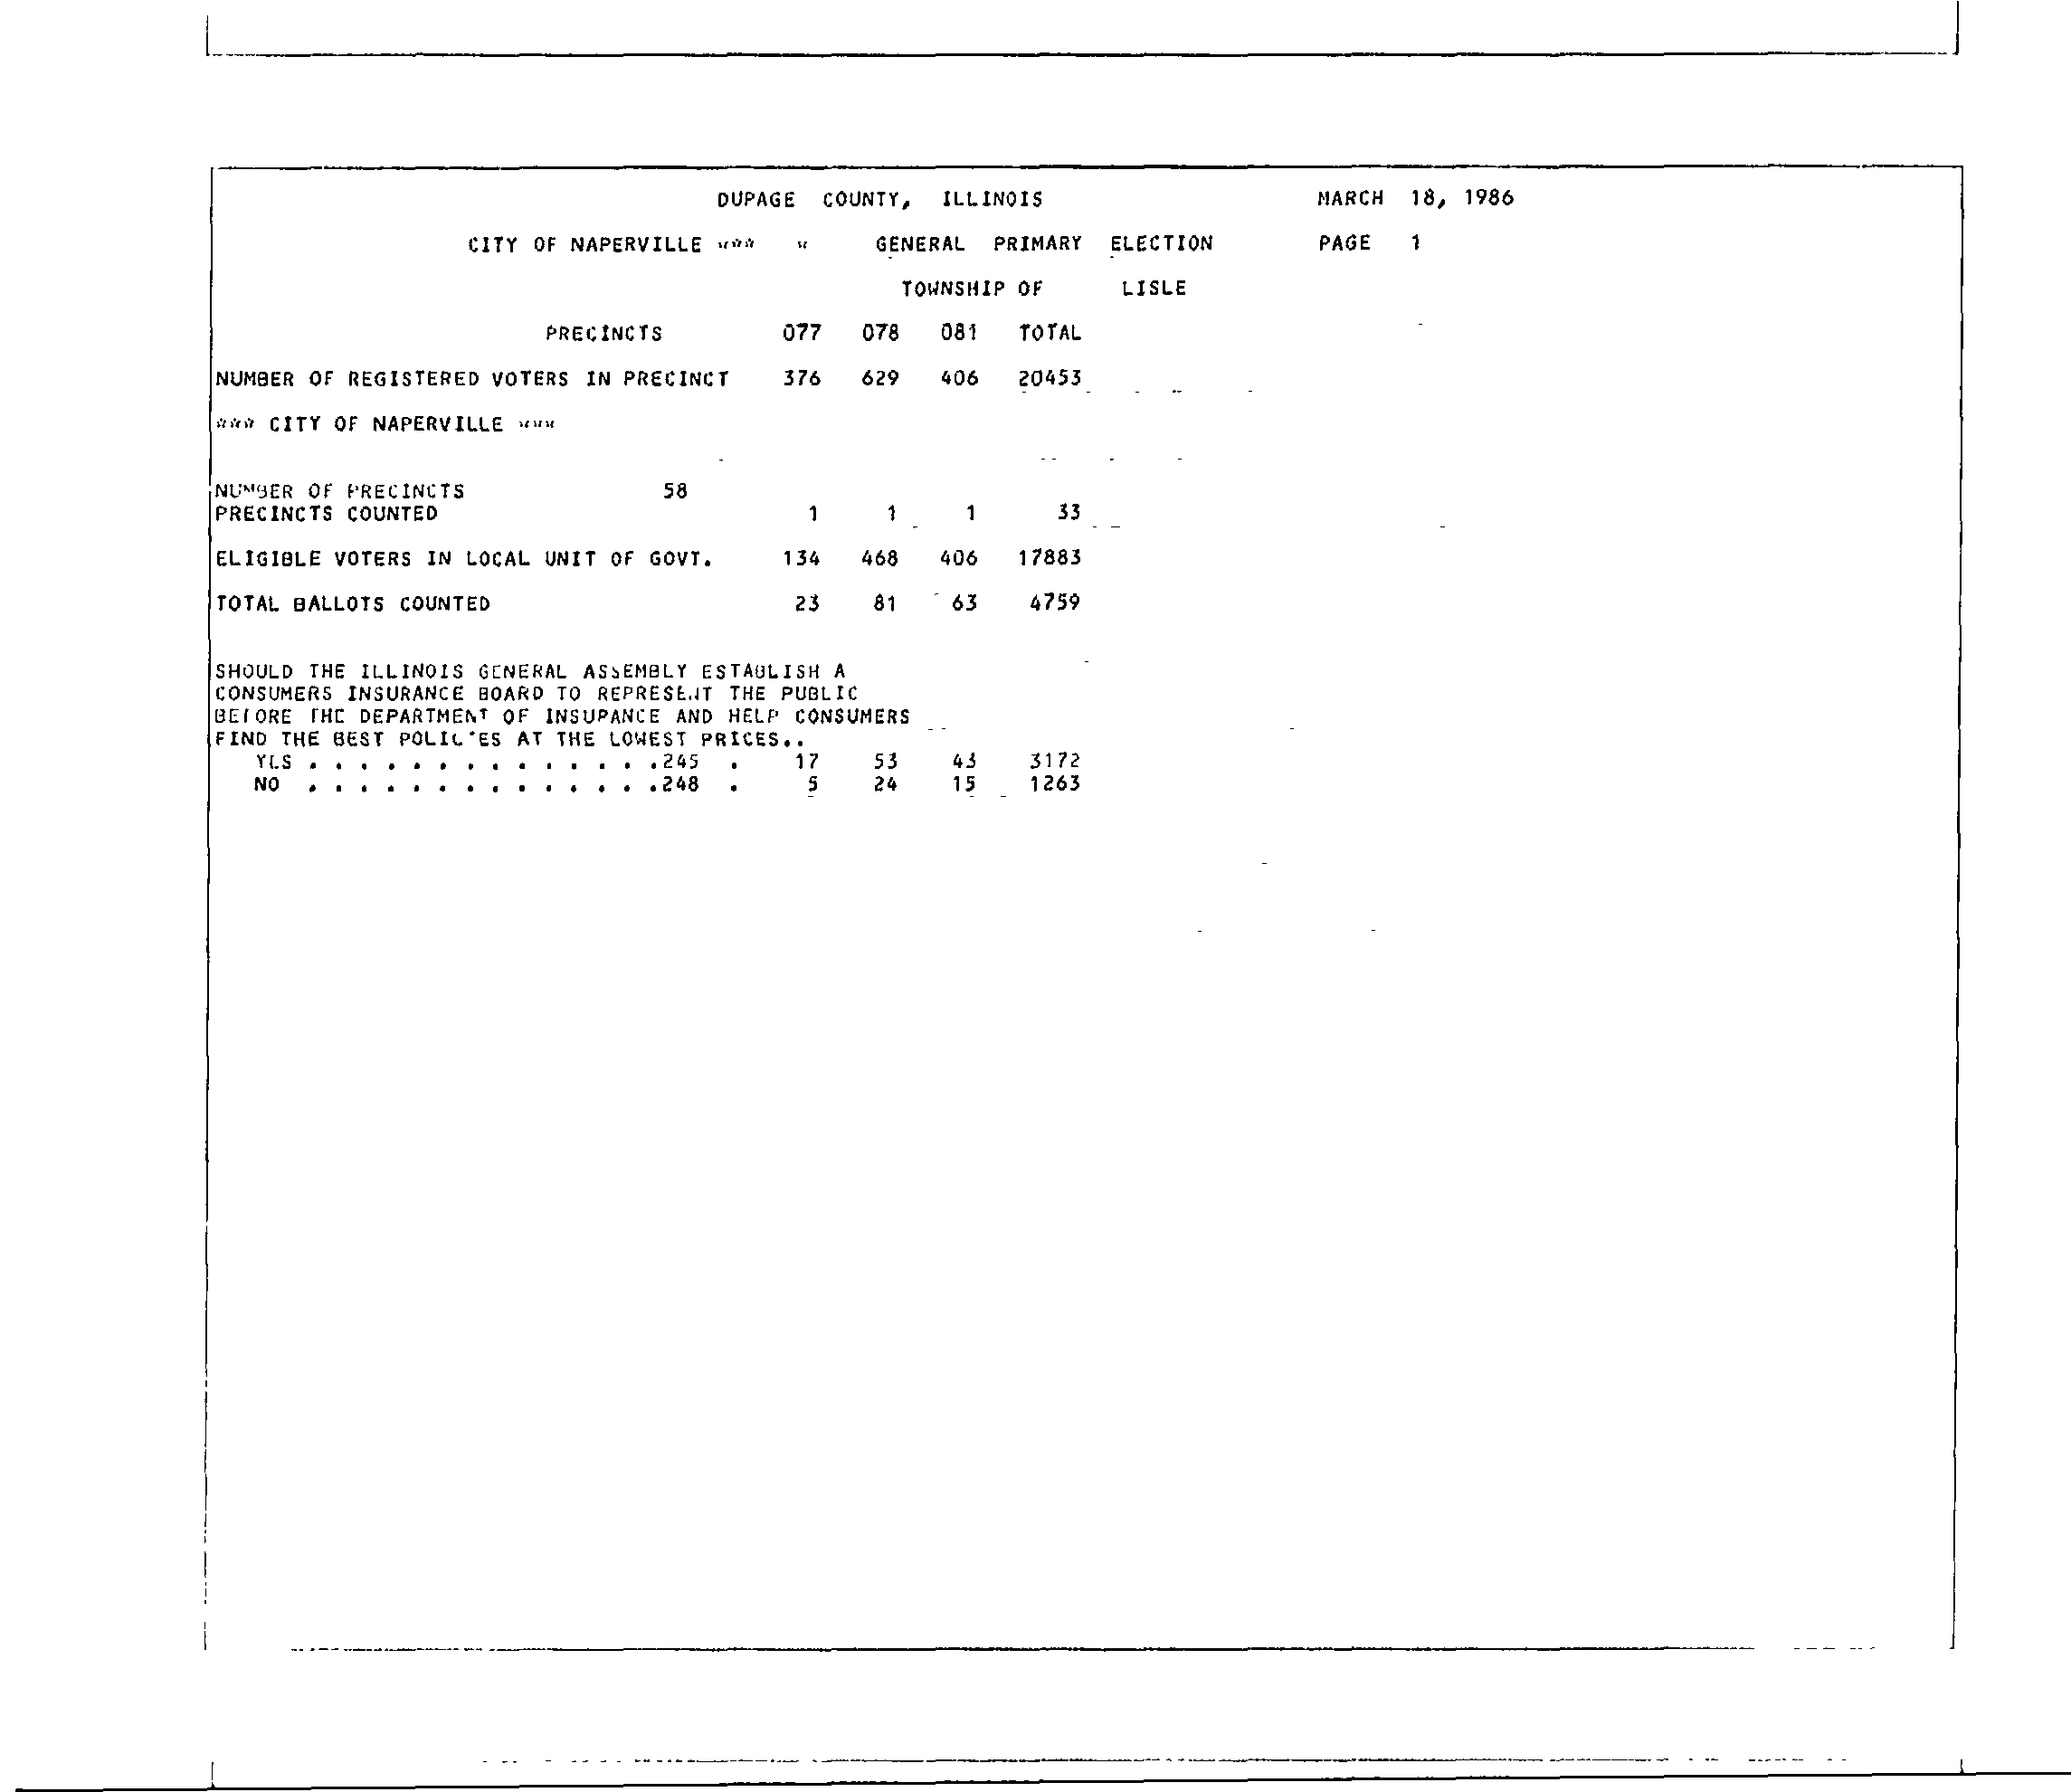 DUPAGE COUNTY, ILLINOIS MARCH 18, 1986
CITY OF NAPERVILLE *** * GENERAL PRIMARY ELECTION PAGE 1
TOWNSHIP OF LISLE
PRECINCTS 077 078 081 TOTAL
NUMBER OF REGISTERED VOTERS IN PRECINCT 376 629 406 20453
*** CITY OF NAPERVILLE ***
NUMBER OF PRECINCTS 58
PRECINCTS COUNTED 1 1 1 33
ELIGIBLE VOTERS IN LOCAL UNIT OF GOVT. 134 468 406 17883
TOTAL BALLOTS COUNTED 23 81 63 4759
SHOULD THE ILLINOIS GENERAL ASSEMBLY ESTABLISH A
CONSUMERS INSURANCE BOARD TO REPRESENT THE PUBLIC
BEFORE THE DEPARTMENT OF INSURANCE AND HELP CONSUMERS
FIND THE BEST POLICIES AT THE LOWEST PRICES..
YES . . . . . . . . . . . . . .245 . 17 53 43 3172
NO . . . . . . . . . . . . . .248 . 5 24 15 1263